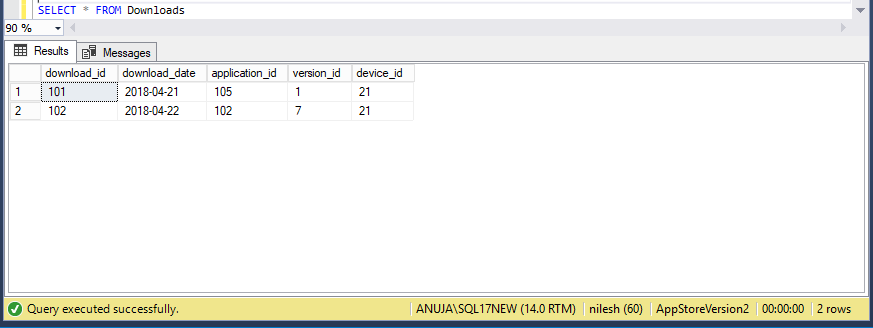 SELECT * FROM Downloads
90 %
Results Messages
download_id download_date application_id version_id device_id
1 101 2018-04-21 105 1 21
2 102 2018-04-22 102 7 21
Query executed successfully. ANUJA\SQL17NEW (14.0 RTM) nilesh (60) AppStoreVersion2 00:00:00 2 rows